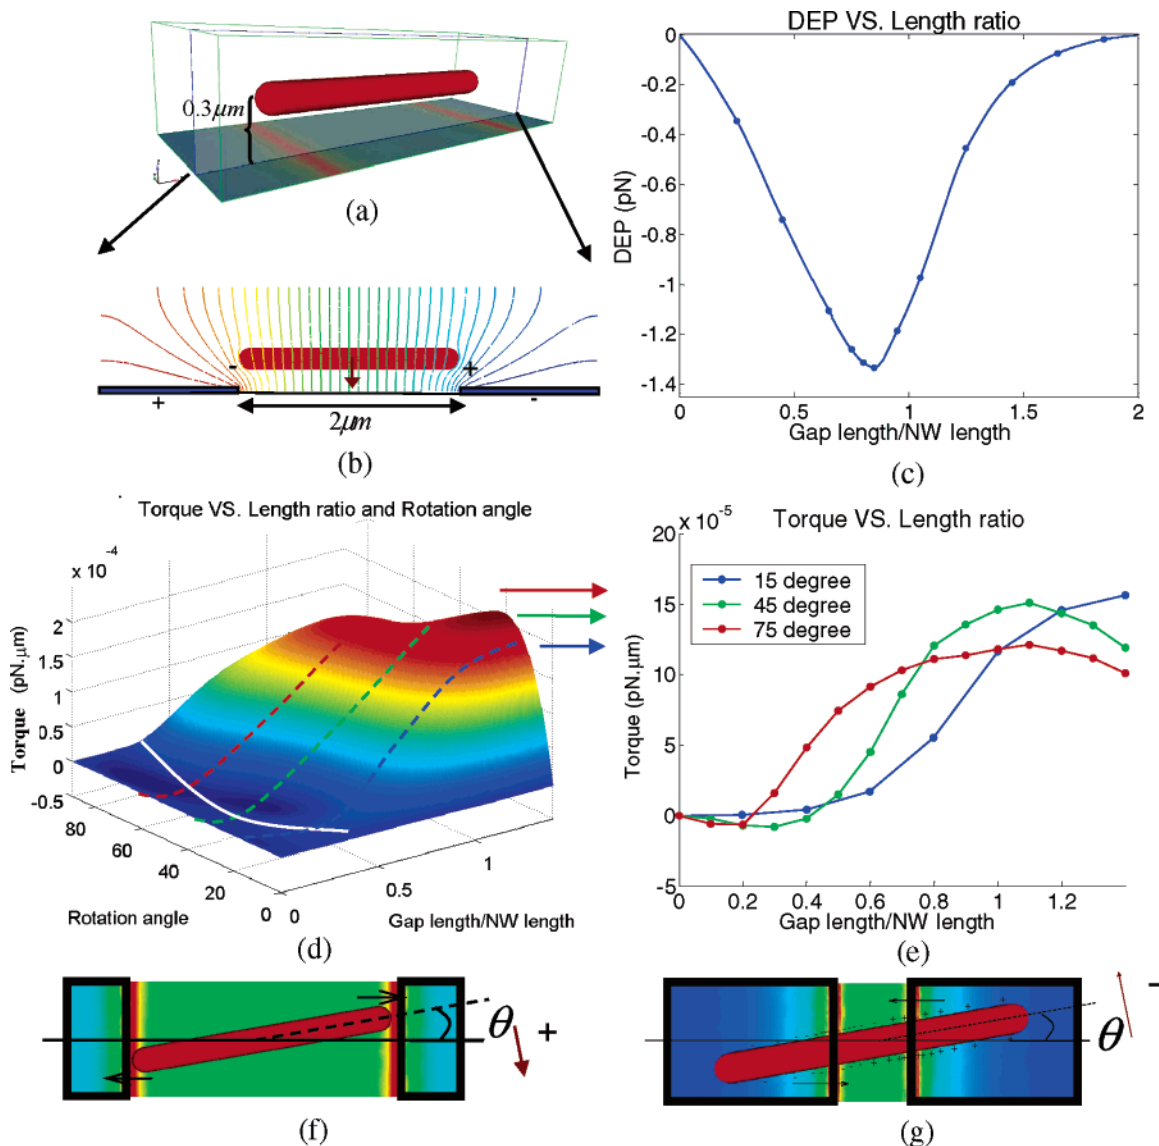 0.3μm
(a)
DEP VS. Length ratio
0
-0.2
-0.4
-0.6
-0.8
-1
-1.2
-1.4
DEP (pN)
0 0.5 1 1.5 2
Gap length/NW length
(c)
- +
+ -
2μm
(b)
Torque VS. Length ratio and Rotation angle
x 10⁻⁴
2
1.5
1
0.5
0
-0.5
Torque (pN.μm)
80
60
40
20
0
Rotation angle
0
0.5
1
Gap length/NW length
(d)
Torque VS. Length ratio
x 10⁻⁵
20
15
10
5
0
-5
Torque (pN.μm)
15 degree
45 degree
75 degree
0 0.2 0.4 0.6 0.8 1 1.2
Gap length/NW length
(e)
θ
+
(f)
θ
-
(g)